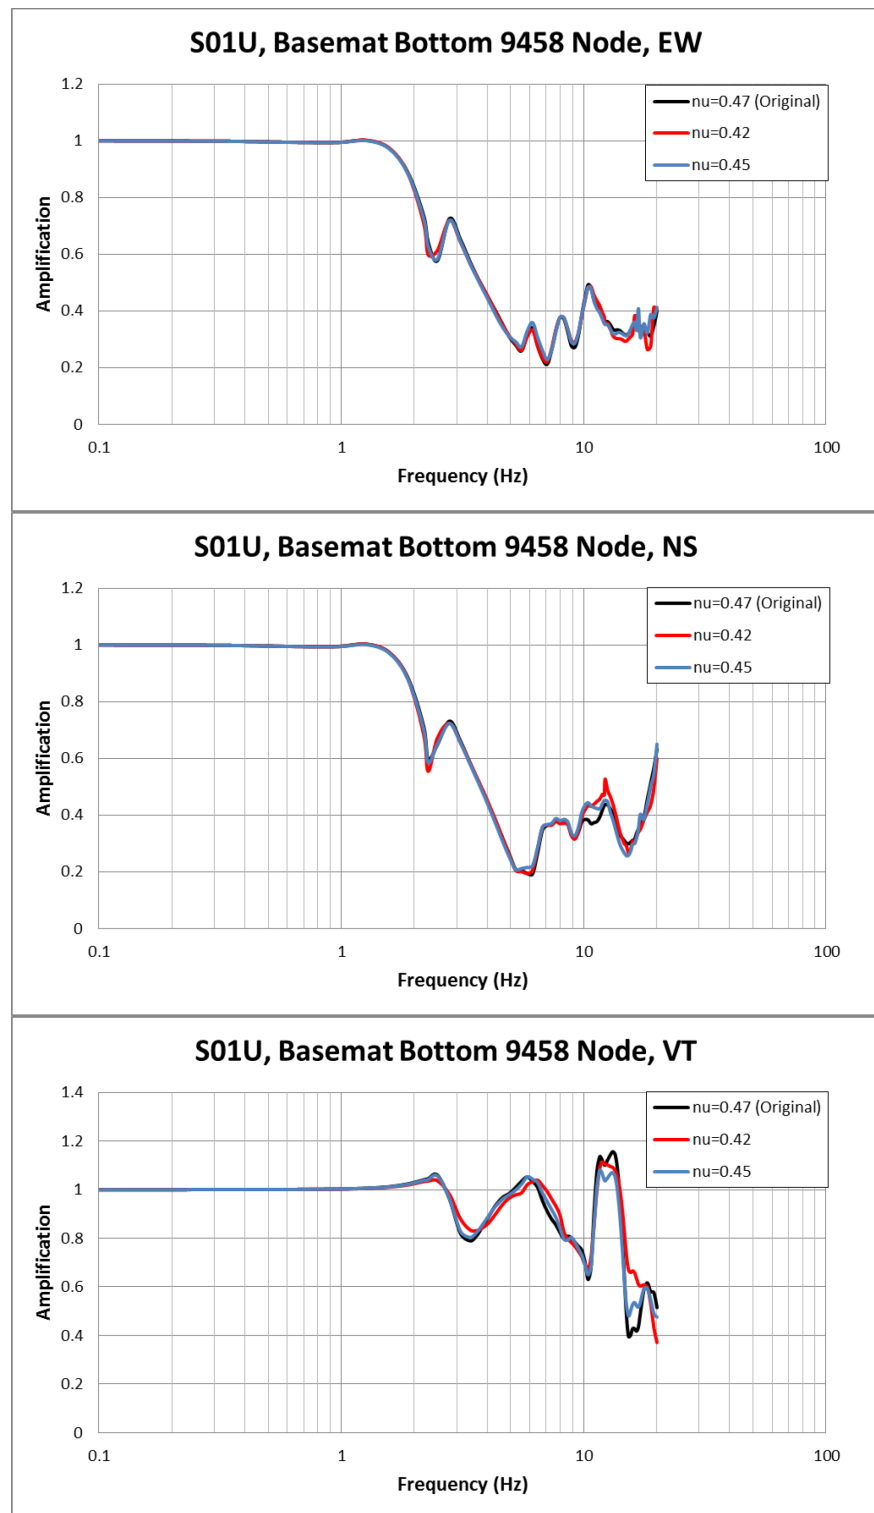 S01U, Basemat Bottom 9458 Node, EW
1.2
nu=0.47 (Original)
1
nu=0.42
nu=0.45
0.8
Amplification
0.6
0.4
0.2
0
0.1 1 10 100
Frequency (Hz)
S01U, Basemat Bottom 9458 Node, NS
1.2
nu=0.47 (Original)
1
nu=0.42
nu=0.45
0.8
Amplification
0.6
0.4
0.2
0
0.1 1 10 100
Frequency (Hz)
S01U, Basemat Bottom 9458 Node, VT
1.4
nu=0.47 (Original)
1.2
nu=0.42
nu=0.45
1
Amplification
0.8
0.6
0.4
0.2
0
0.1 1 10 100
Frequency (Hz)